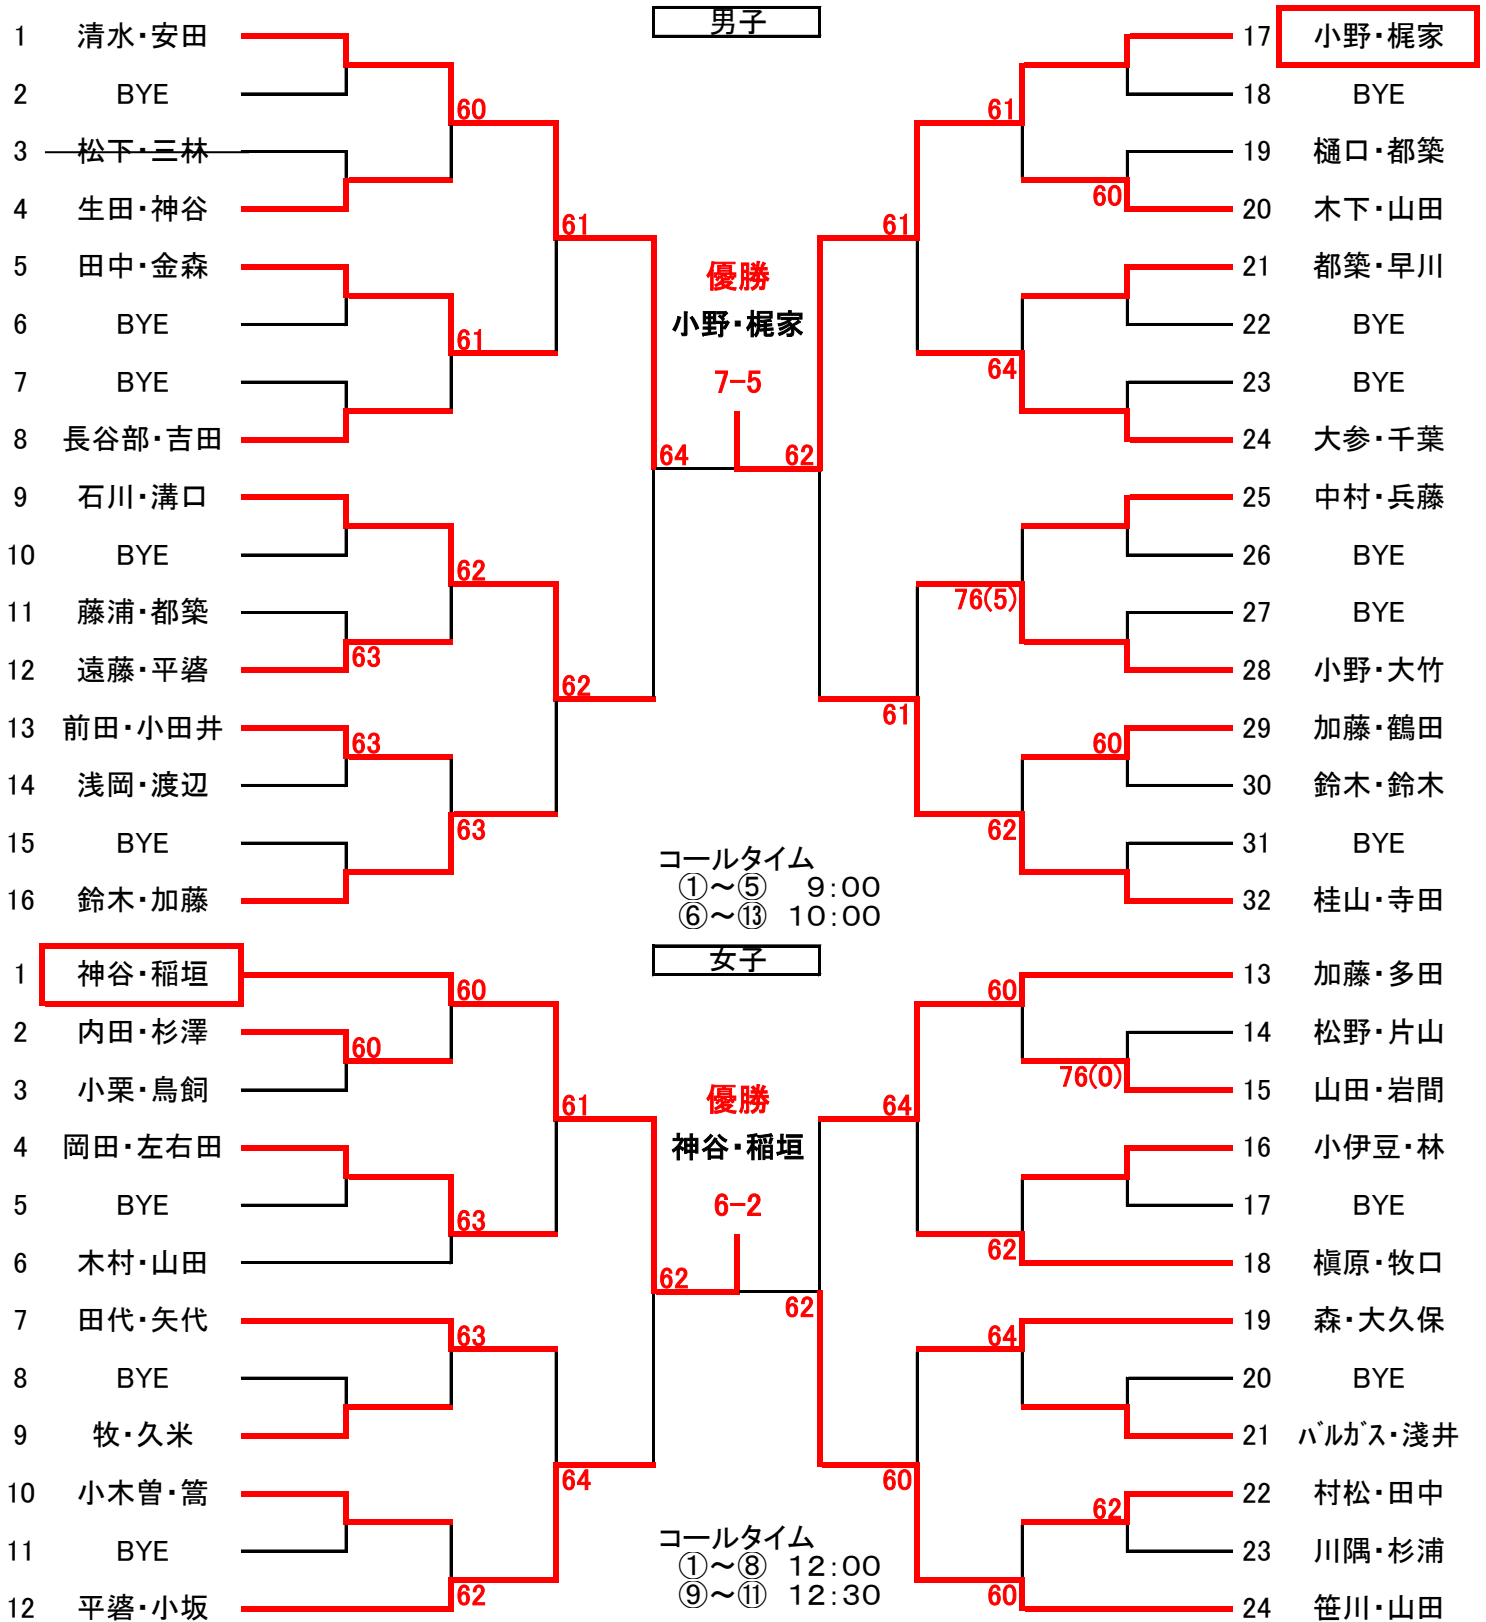 男子
1 清水・安田
2 BYE
3 松下・三林
4 生田・神谷
5 田中・金森
6 BYE
7 BYE
8 長谷部・吉田
9 石川・溝口
10 BYE
11 藤浦・都築
12 遠藤・平碆
13 前田・小田井
14 浅岡・渡辺
15 BYE
16 鈴木・加藤
60
61
63
62
63
63
61
62
64
優勝
小野・梶家
7-5
62
61
61
61
64
76(5)
62
60
60
17 小野・梶家
18 BYE
19 樋口・都築
20 木下・山田
21 都築・早川
22 BYE
23 BYE
24 大参・千葉
25 中村・兵藤
26 BYE
27 BYE
28 小野・大竹
29 加藤・鶴田
30 鈴木・鈴木
31 BYE
32 桂山・寺田
コールタイム
①～⑤ 9:00
⑥～⑬ 10:00
女子
1 神谷・稲垣
2 内田・杉澤
3 小栗・鳥飼
4 岡田・左右田
5 BYE
6 木村・山田
7 田代・矢代
8 BYE
9 牧・久米
10 小木曽・篙
11 BYE
12 平碆・小坂
60
60
63
63
62
61
64
62
優勝
神谷・稲垣
6-2
62
64
60
60
62
64
60
76(0)
62
13 加藤・多田
14 松野・片山
15 山田・岩間
16 小伊豆・林
17 BYE
18 槇原・牧口
19 森・大久保
20 BYE
21 ﾊﾞﾙｶﾞｽ・淺井
22 村松・田中
23 川隅・杉浦
24 笹川・山田
コールタイム
①～⑧ 12:00
⑨～⑪ 12:30